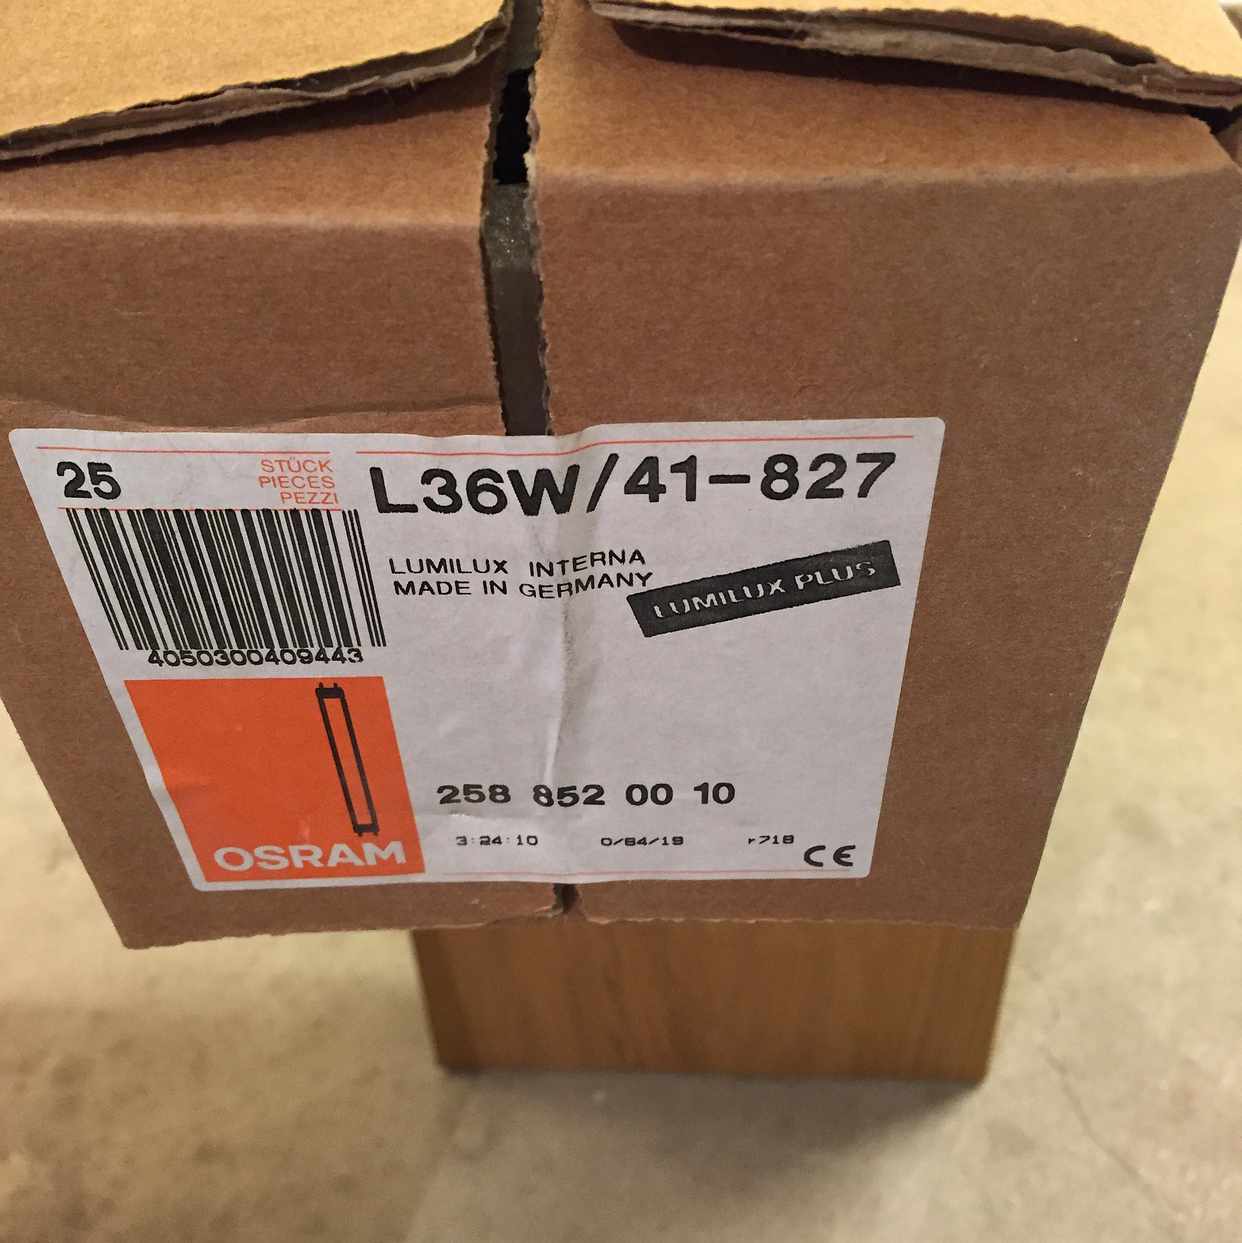 25
STÜCK
PIECES
PEZZI
L36W/41-827
LUMILUX INTERNA
MADE IN GERMANY
LUMILUX PLUS
4050300409443
OSRAM
258 852 00 10
3:24:10 0/84/19 r718
CE